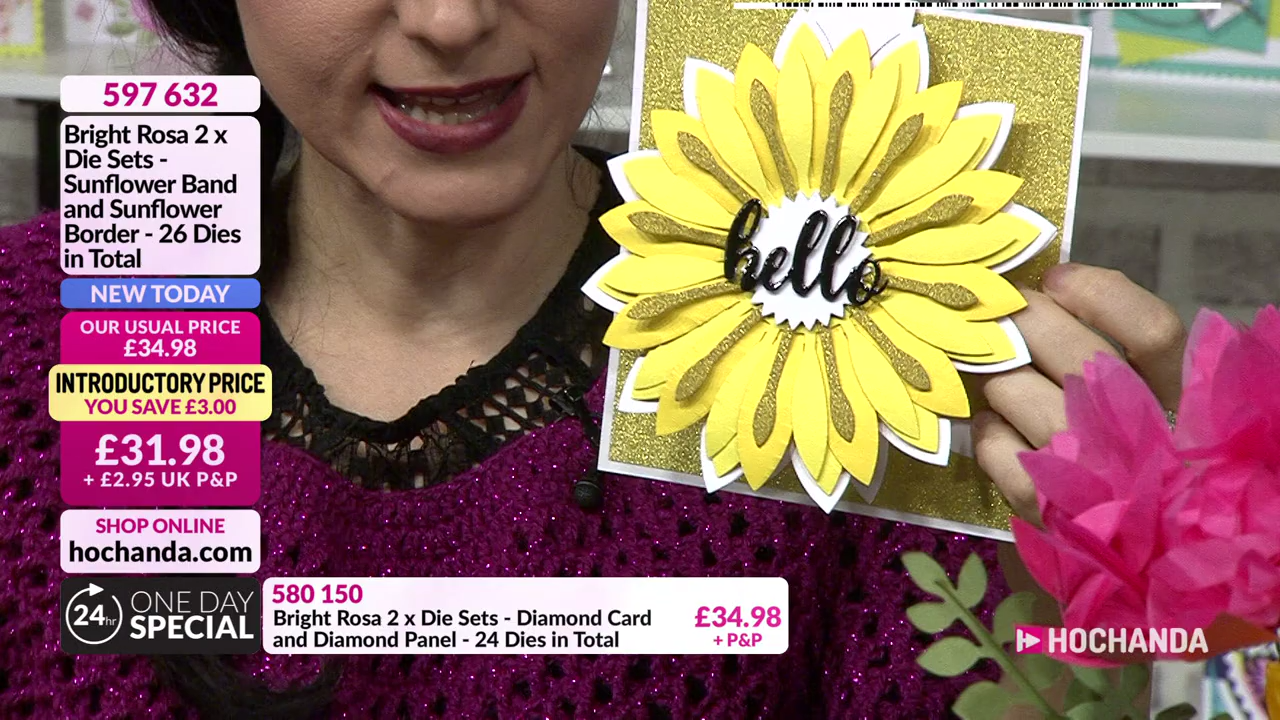 597 632
Bright Rosa 2 x
Die Sets -
Sunflower Band
and Sunflower
Border - 26 Dies
in Total
NEW TODAY
OUR USUAL PRICE
£34.98
INTRODUCTORY PRICE
YOU SAVE £3.00
£31.98
+ £2.95 UK P&P
SHOP ONLINE
hochanda.com
24hr
ONE DAY
SPECIAL
580 150
Bright Rosa 2 x Die Sets - Diamond Card
and Diamond Panel - 24 Dies in Total
£34.98
+ P&P
hello
HOCHANDA